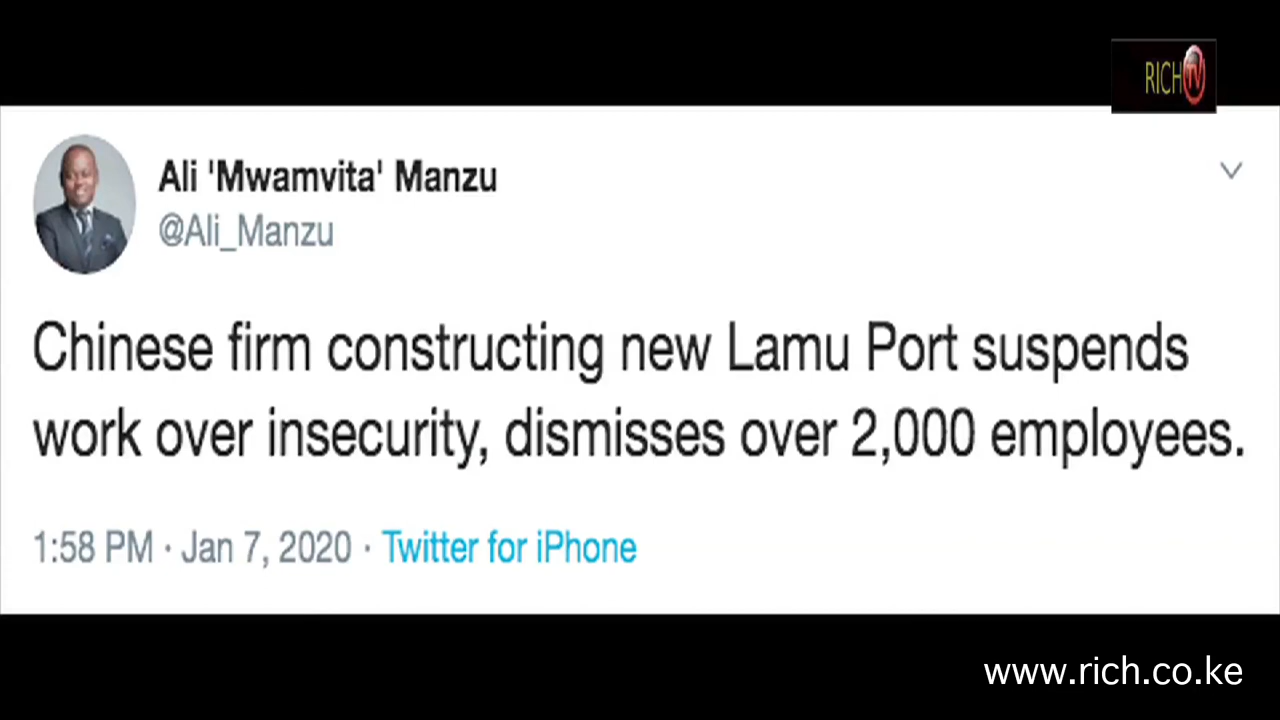 RICH TV
Ali 'Mwamvita' Manzu
@Ali_Manzu
Chinese firm constructing new Lamu Port suspends
work over insecurity, dismisses over 2,000 employees.
1:58 PM · Jan 7, 2020 · Twitter for iPhone
www.rich.co.ke